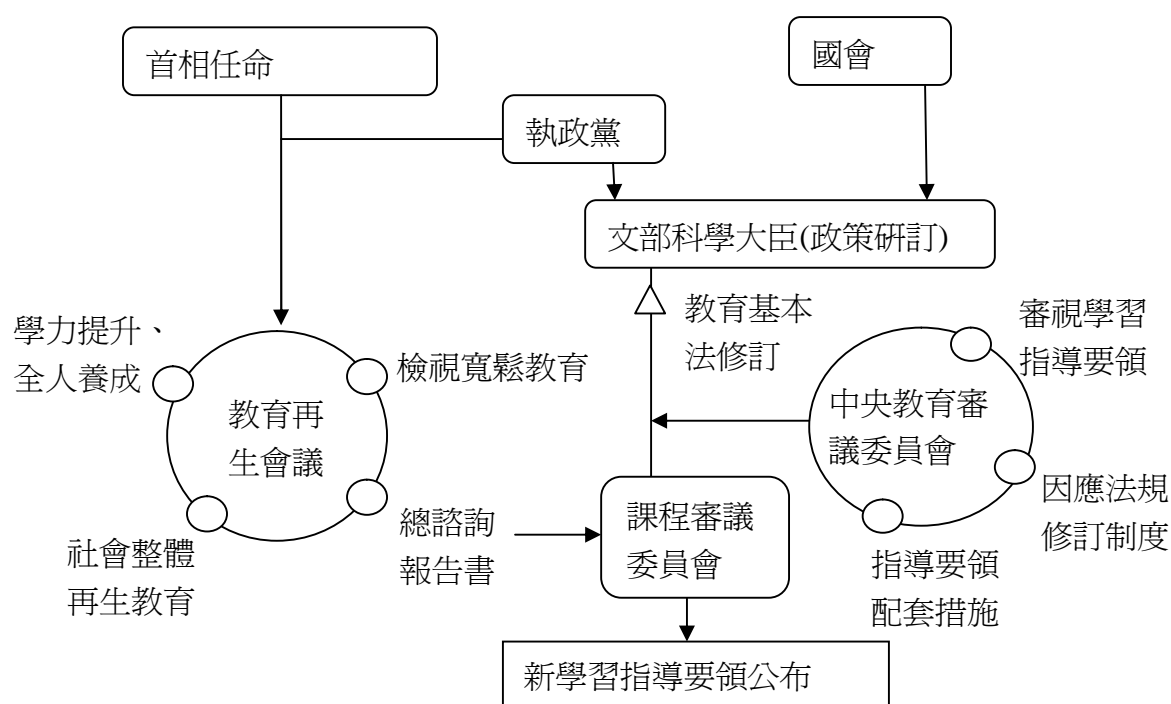 首相任命
國會
執政黨
文部科學大臣(政策研訂)
學力提升、
全人養成
檢視寬鬆教育
教育再
生會議
社會整體
再生教育
總諮詢
報告書
教育基本
法修訂
審視學習
指導要領
中央教育審
議委員會
因應法規
修訂制度
指導要領
配套措施
課程審議
委員會
新學習指導要領公布